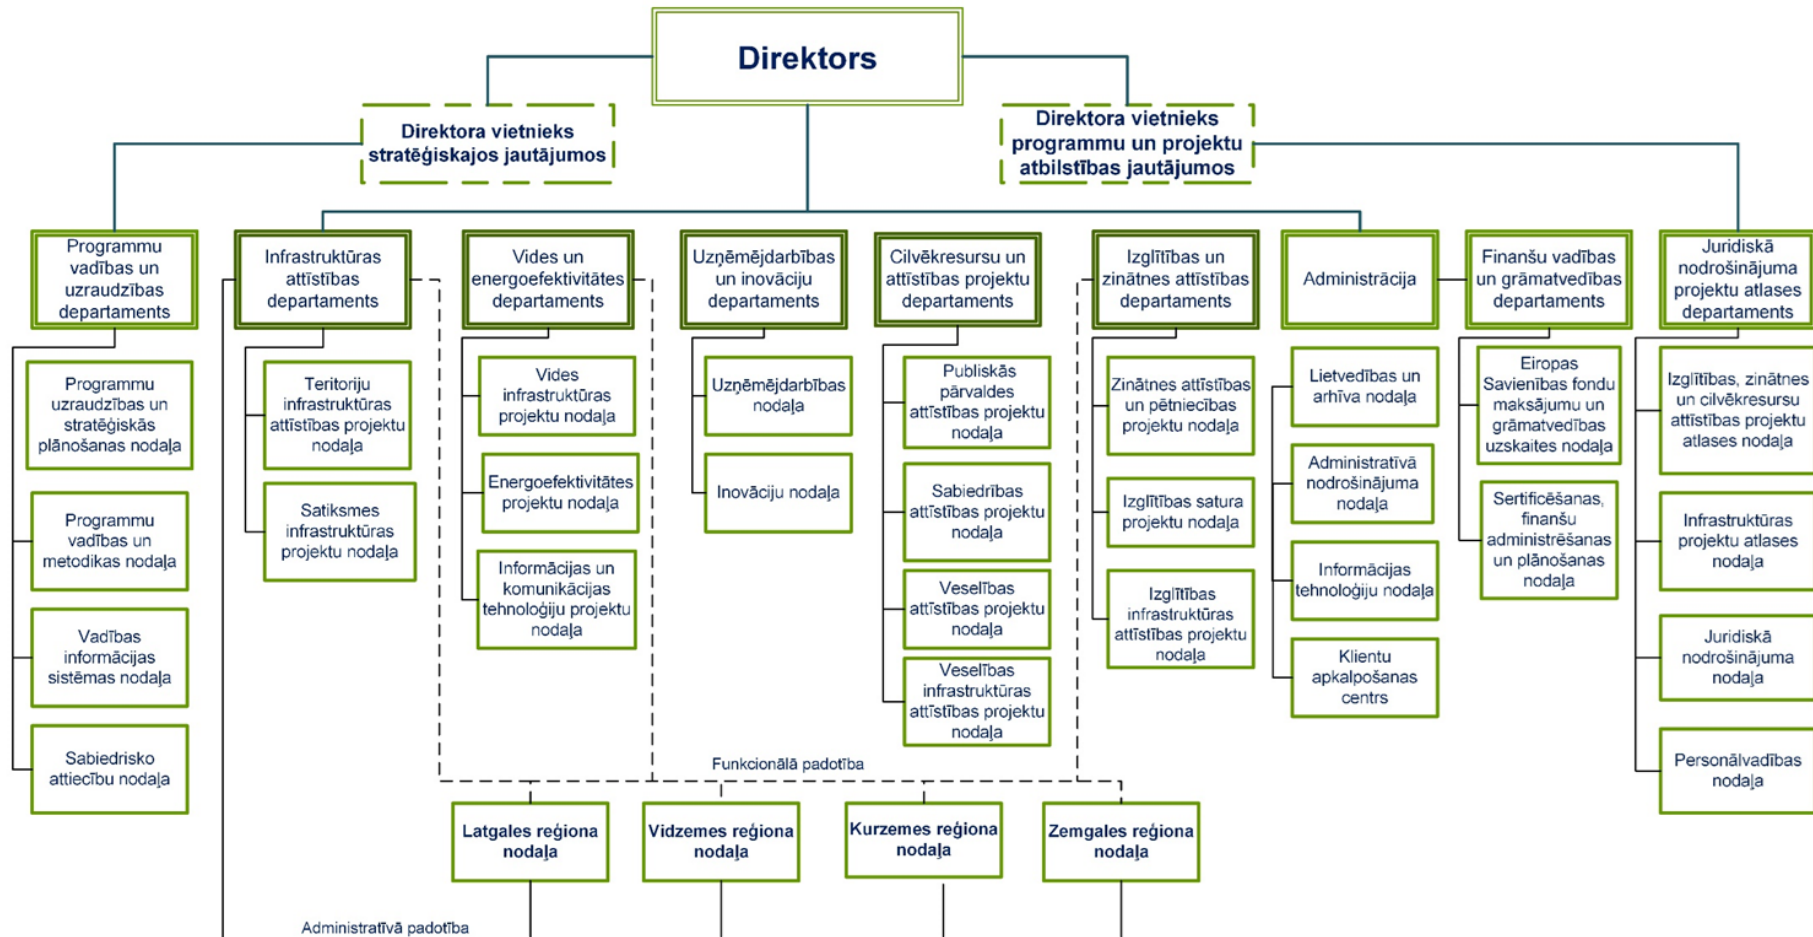 Direktors
Direktora vietnieks
stratēģiskajos jautājumos
Direktora vietnieks
programmu un projektu
atbilstības jautājumos
Programmu
vadības un
uzraudzības
departaments
Infrastruktūras
attīstības
departaments
Vides un
energoefektivitātes
departaments
Uzņēmējdarbības
un inovāciju
departaments
Cilvēkresursu un
attīstības projektu
departaments
Izglītības un
zinātnes attīstības
departaments
Administrācija
Finanšu vadības
un grāmatvedības
departaments
Juridiskā
nodrošinājuma
projektu atlases
departaments
Programmu
uzraudzības un
stratēģiskās
plānošanas nodaļa
Programmu
vadības un
metodikas nodaļa
Vadības
informācijas
sistēmas nodaļa
Sabiedrisko
attiecību nodaļa
Teritoriju
infrastruktūras
attīstības projektu
nodaļa
Satiksmes
infrastruktūras
projektu nodaļa
Vides
infrastruktūras
projektu nodaļa
Energoefektivitātes
projektu nodaļa
Informācijas un
komunikācijas
tehnoloģiju projektu
nodaļa
Uzņēmējdarbības
nodaļa
Inovāciju nodaļa
Publiskās
pārvaldes
attīstības projektu
nodaļa
Sabiedrības
attīstības projektu
nodaļa
Veselības
attīstības projektu
nodaļa
Veselības
infrastruktūras
attīstības projektu
nodaļa
Zinātnes attīstības
un pētniecības
projektu nodaļa
Izglītības satura
projektu nodaļa
Izglītības
infrastruktūras
attīstības projektu
nodaļa
Lietvedības un
arhīva nodaļa
Administratīvā
nodrošinājuma
nodaļa
Informācijas
tehnoloģiju nodaļa
Klientu
apkalpošanas
centrs
Eiropas
Savienības fondu
maksājumu un
grāmatvedības
uzskaites nodaļa
Sertificēšanas,
finanšu
administrēšanas
un plānošanas
nodaļa
Izglītības, zinātnes
un cilvēkresursu
attīstības projektu
atlases nodaļa
Infrastruktūras
projektu atlases
nodaļa
Juridiskā
nodrošinājuma
nodaļa
Personālvadības
nodaļa
Funkcionālā padotība
Latgales reģiona
nodaļa
Vidzemes reģiona
nodaļa
Kurzemes reģiona
nodaļa
Zemgales reģiona
nodaļa
Administratīvā padotība